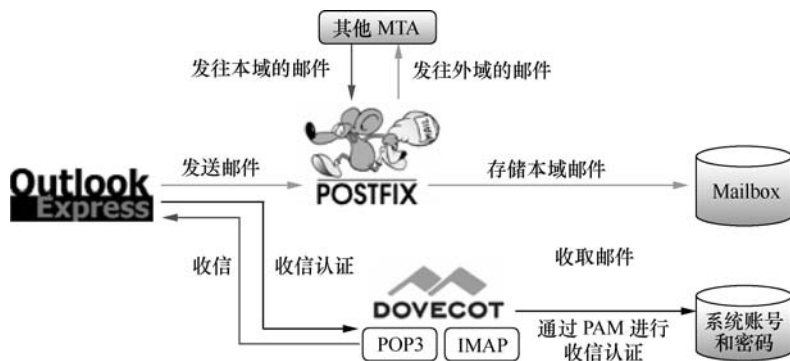 其他 MTA
发往本域的邮件
发往外域的邮件
MAIL
发送邮件
POSTFIX
存储本域邮件
Mailbox
Outlook
Express
收信
收信认证
收取邮件
DOVECOT
POP3
IMAP
通过 PAM 进行
收信认证
系统账号
和密码